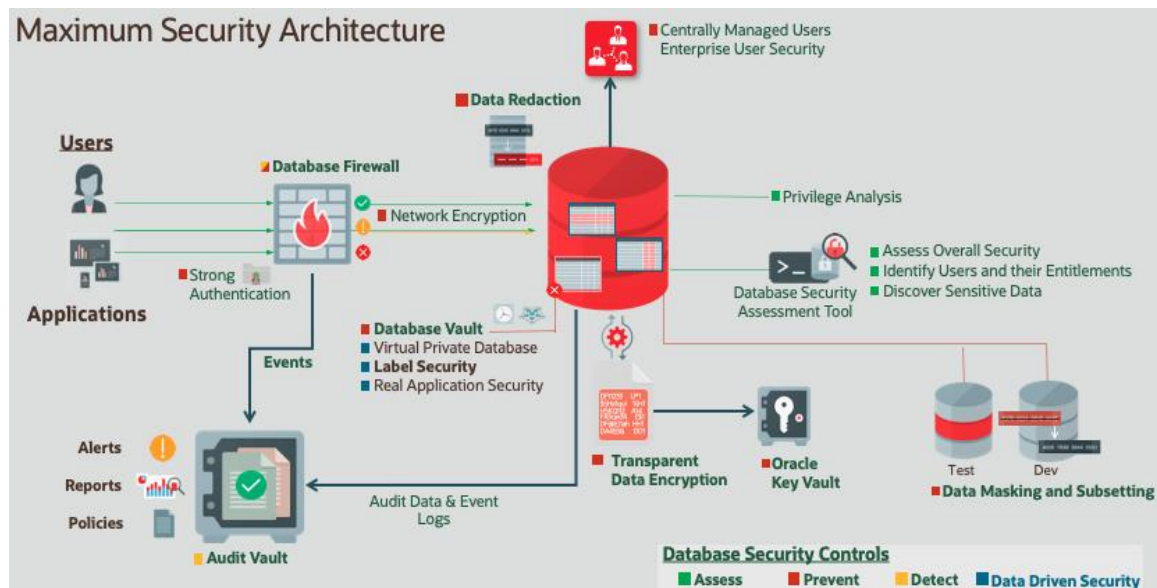 Maximum Security Architecture
Centrally Managed Users
Enterprise User Security
Data Redaction
Users
Database Firewall
Network Encryption
Privilege Analysis
Strong
Authentication
Applications
Assess Overall Security
Identify Users and their Entitlements
Discover Sensitive Data
Database Security
Assessment Tool
Database Vault
Virtual Private Database
Label Security
Real Application Security
Events
Alerts
Reports
Policies
Audit Vault
Audit Data & Event
Logs
Transparent
Data Encryption
Oracle
Key Vault
Test
Dev
Data Masking and Subsetting
Database Security Controls
Assess
Prevent
Detect
Data Driven Security